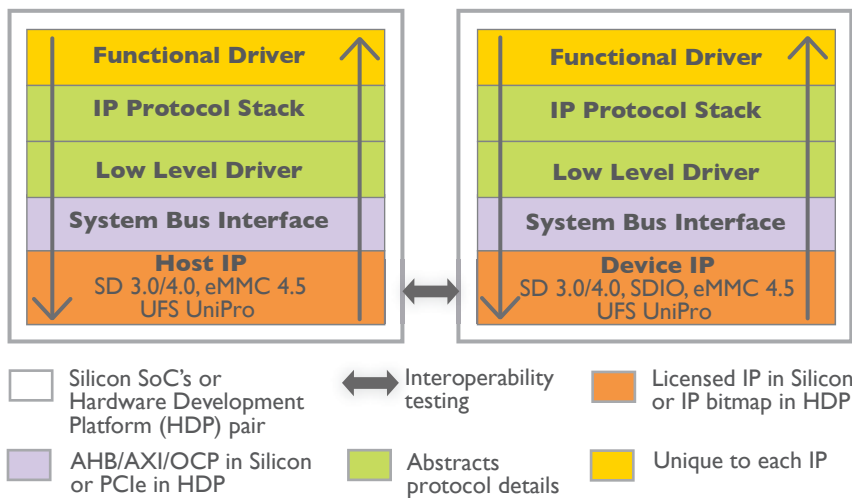 Functional Driver
IP Protocol Stack
Low Level Driver
System Bus Interface
Host IP
SD 3.0/4.0, eMMC 4.5
UFS UniPro
Functional Driver
IP Protocol Stack
Low Level Driver
System Bus Interface
Device IP
SD 3.0/4.0, SDIO, eMMC 4.5
UFS UniPro
Silicon SoC's or
Hardware Development
Platform (HDP) pair
Interoperability
testing
Licensed IP in Silicon
or IP bitmap in HDP
AHB/AXI/OCP in Silicon
or PCIe in HDP
Abstracts
protocol details
Unique to each IP